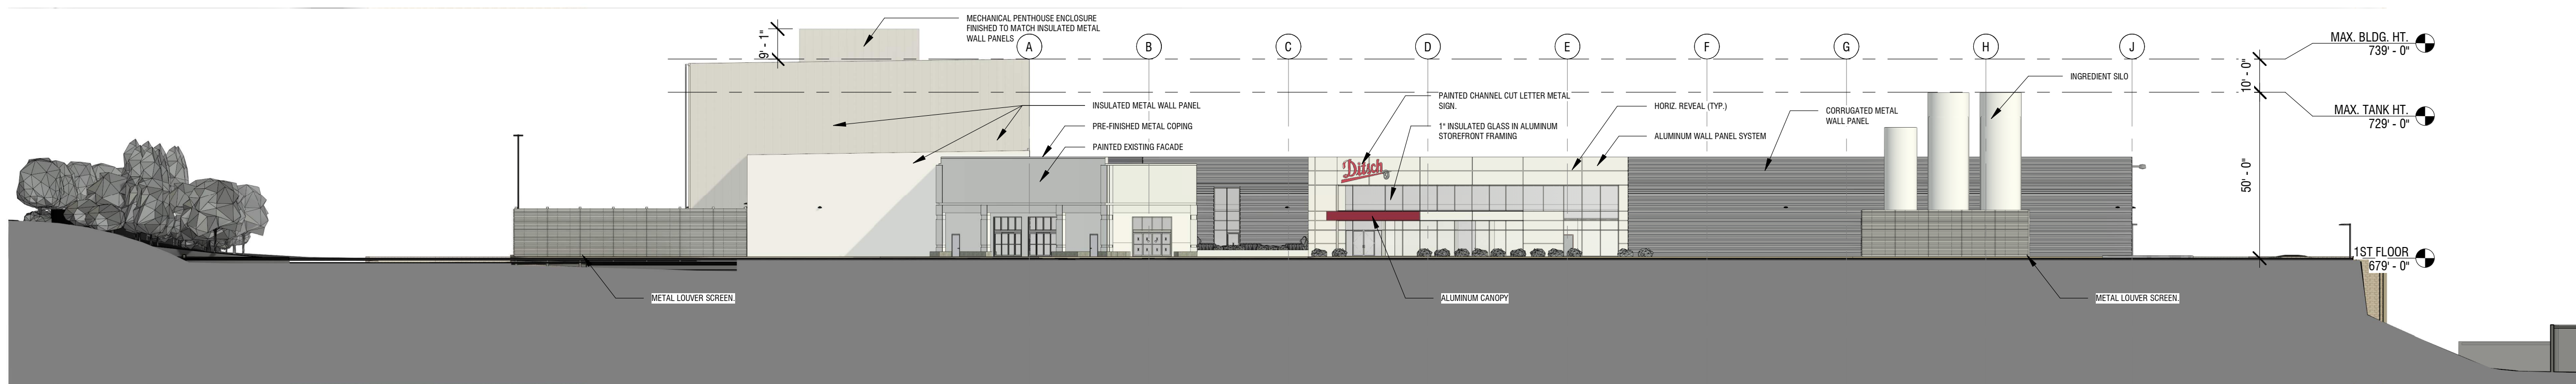 MECHANICAL PENTHOUSE ENCLOSURE
FINISHED TO MATCH INSULATED METAL
WALL PANELS
9' - 1"
A
B
C
D
E
F
G
H
J
MAX. BLDG. HT.
739' - 0"
10' - 0"
MAX. TANK HT.
729' - 0"
50' - 0"
1ST FLOOR
679' - 0"
INSULATED METAL WALL PANEL
PRE-FINISHED METAL COPING
PAINTED EXISTING FACADE
PAINTED CHANNEL CUT LETTER METAL
SIGN.
1" INSULATED GLASS IN ALUMINUM
STOREFRONT FRAMING
HORIZ. REVEAL (TYP.)
ALUMINUM WALL PANEL SYSTEM
CORRUGATED METAL
WALL PANEL
INGREDIENT SILO
Ditsch
METAL LOUVER SCREEN.
ALUMINUM CANOPY
METAL LOUVER SCREEN.